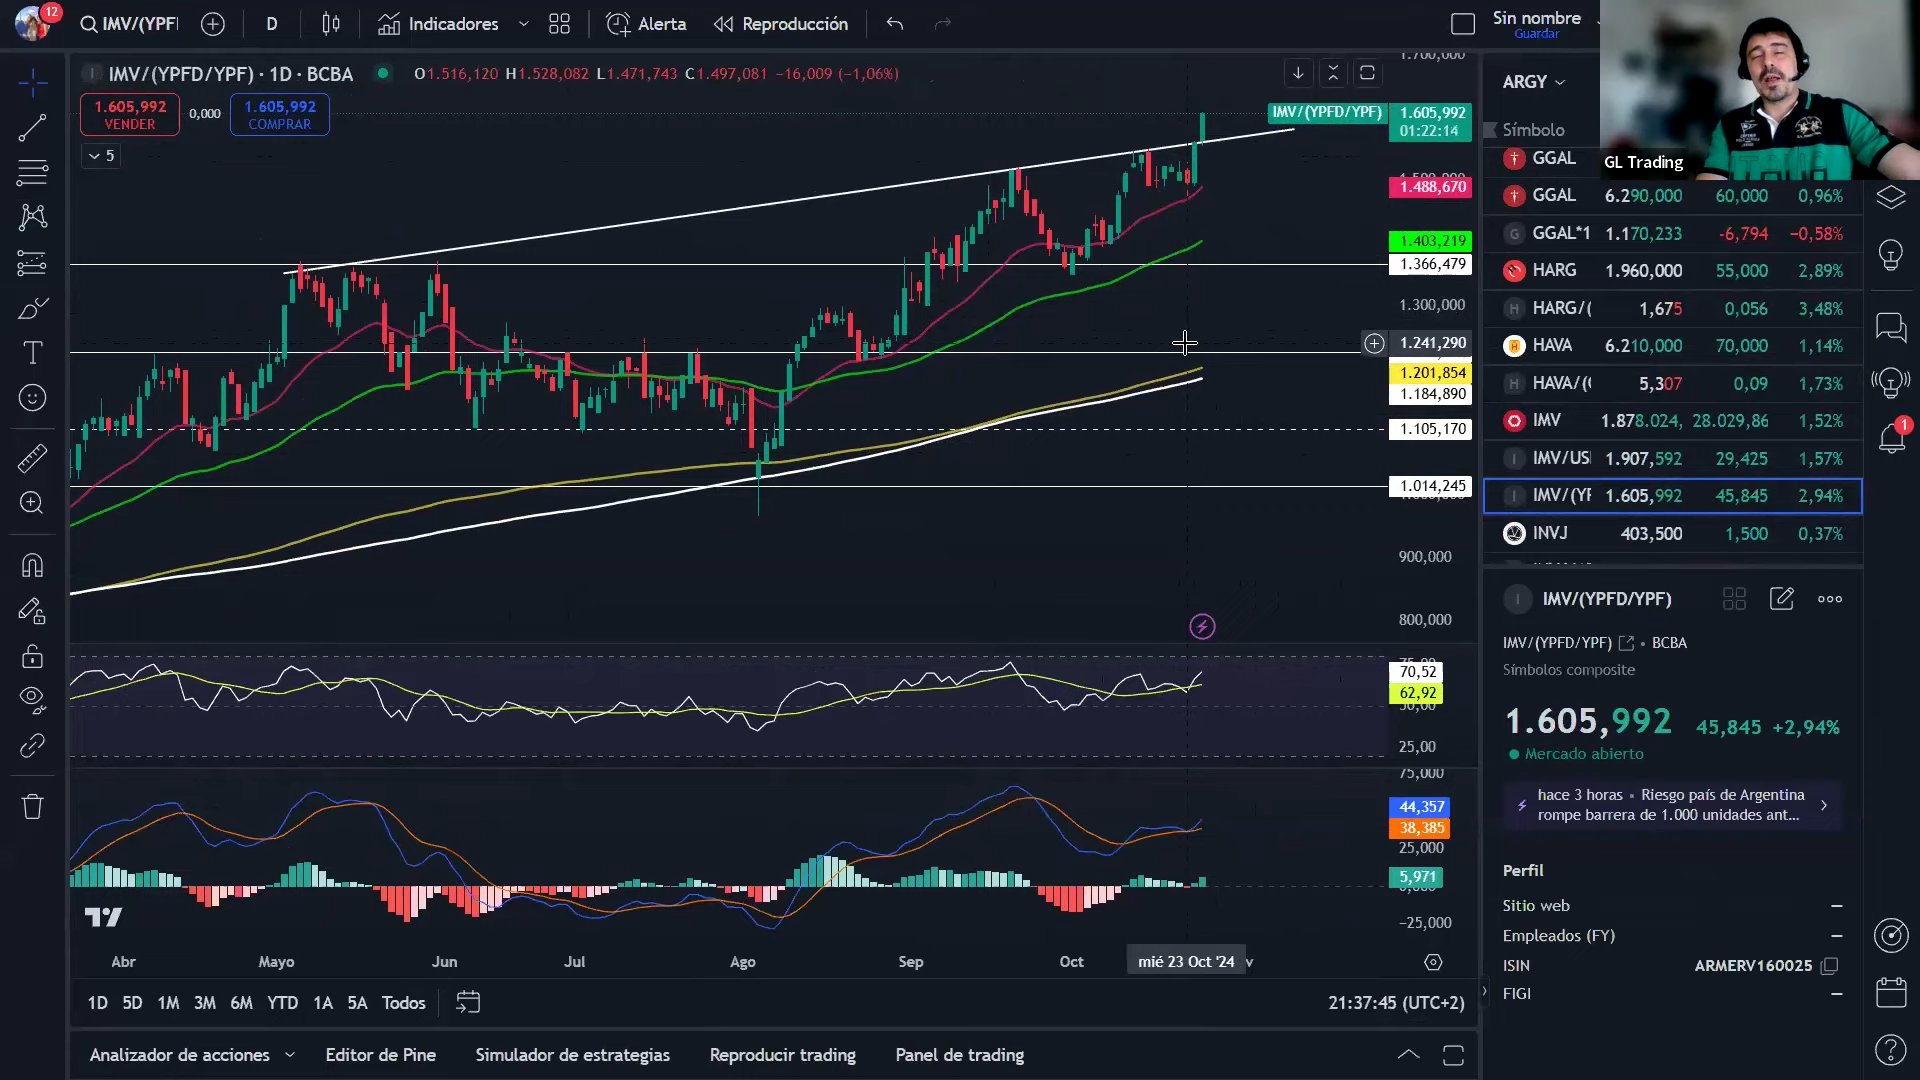 12
IMV/(YPF
D
Indicadores
Alerta
Reproducción
Sin nombre
Guardar
IMV/(YPFD/YPF) · 1D · BCBA
O1.516,120 H1.528,082 L1.471,743 C1.497,081 −16,009 (−1,06%)
1.605,992
VENDER
0,000
1.605,992
COMPRAR
5
1.700,000
IMV/(YPFD/YPF)
1.605,992
01:22:14
1.488,670
1.403,219
1.366,479
1.300,000
1.241,290
1.201,854
1.184,890
1.105,170
1.014,245
900,000
800,000
70,52
62,92
50,00
25,00
75,000
44,357
38,385
25,000
5,971
0,000
−25,000
Abr
Mayo
Jun
Jul
Ago
Sep
Oct
mié 23 Oct '24
1D 5D 1M 3M 6M YTD 1A 5A Todos
21:37:45 (UTC+2)
Analizador de acciones
Editor de Pine
Simulador de estrategias
Reproducir trading
Panel de trading
ARGY
Símbolo
GL Trading
GGAL
GGAL 6.290,000 60,000 0,96%
GGAL*1 1.170,233 -6,794 −0,58%
HARG 1.960,000 55,000 2,89%
HARG/( 1,675 0,056 3,48%
HAVA 6.210,000 70,000 1,14%
HAVA/(( 5,307 0,09 1,73%
IMV 1.878.024, 28.029,86 1,52%
IMV/US 1.907,592 29,425 1,57%
IMV/(YF 1.605,992 45,845 2,94%
INVJ 403,500 1,500 0,37%
IMV/(YPFD/YPF)
IMV/(YPFD/YPF) • BCBA
Símbolos composite
1.605,992 45,845 +2,94%
Mercado abierto
hace 3 horas • Riesgo país de Argentina
rompe barrera de 1.000 unidades ant...
Perfil
Sitio web —
Empleados (FY) —
ISIN ARMERV160025
FIGI —
1